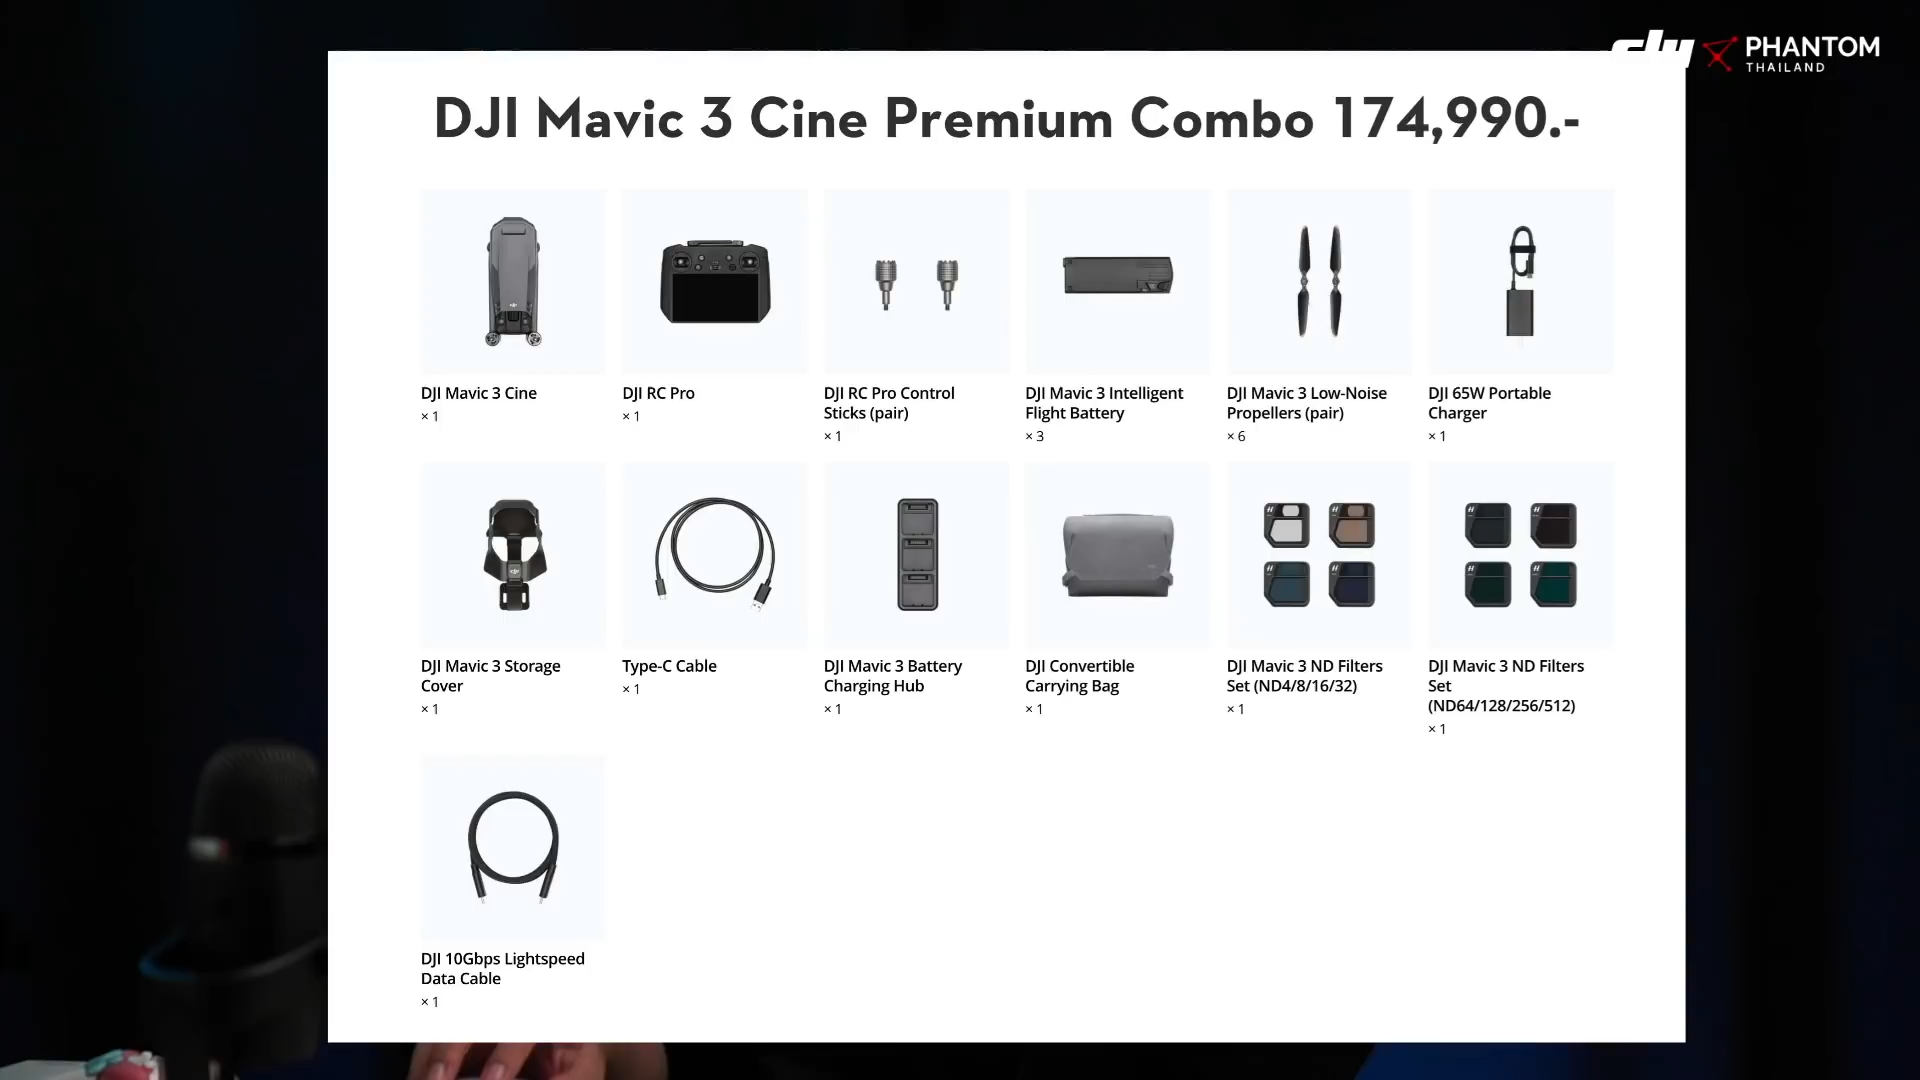 dji PHANTOM
THAILAND
DJI Mavic 3 Cine Premium Combo 174,990.-
DJI Mavic 3 Cine
× 1
DJI RC Pro
× 1
DJI RC Pro Control
Sticks (pair)
× 1
DJI Mavic 3 Intelligent
Flight Battery
× 3
DJI Mavic 3 Low-Noise
Propellers (pair)
× 6
DJI 65W Portable
Charger
× 1
DJI Mavic 3 Storage
Cover
× 1
Type-C Cable
× 1
DJI Mavic 3 Battery
Charging Hub
× 1
DJI Convertible
Carrying Bag
× 1
DJI Mavic 3 ND Filters
Set (ND4/8/16/32)
× 1
DJI Mavic 3 ND Filters
Set
(ND64/128/256/512)
× 1
DJI 10Gbps Lightspeed
Data Cable
× 1